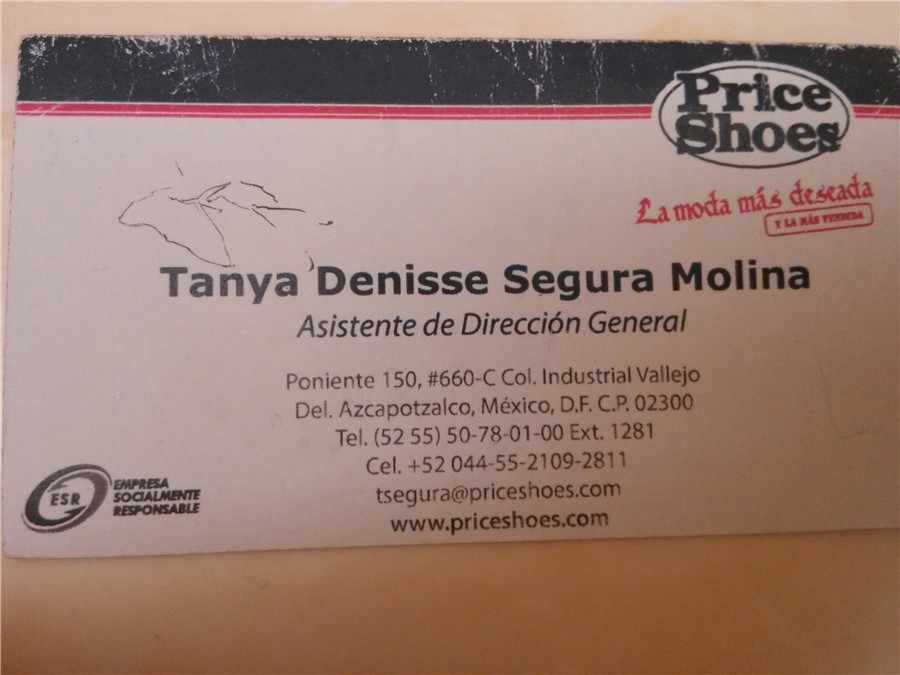 Price
Shoes
La moda más deseada
Y LA MÁS VENDIDA
Tanya Denisse Segura Molina
Asistente de Dirección General
Poniente 150, #660-C Col. Industrial Vallejo
Del. Azcapotzalco, México, D.F. C.P. 02300
Tel. (52 55) 50-78-01-00 Ext. 1281
Cel. +52 044-55-2109-2811
tsegura@priceshoes.com
www.priceshoes.com
ESR
EMPRESA
SOCIALMENTE
RESPONSABLE